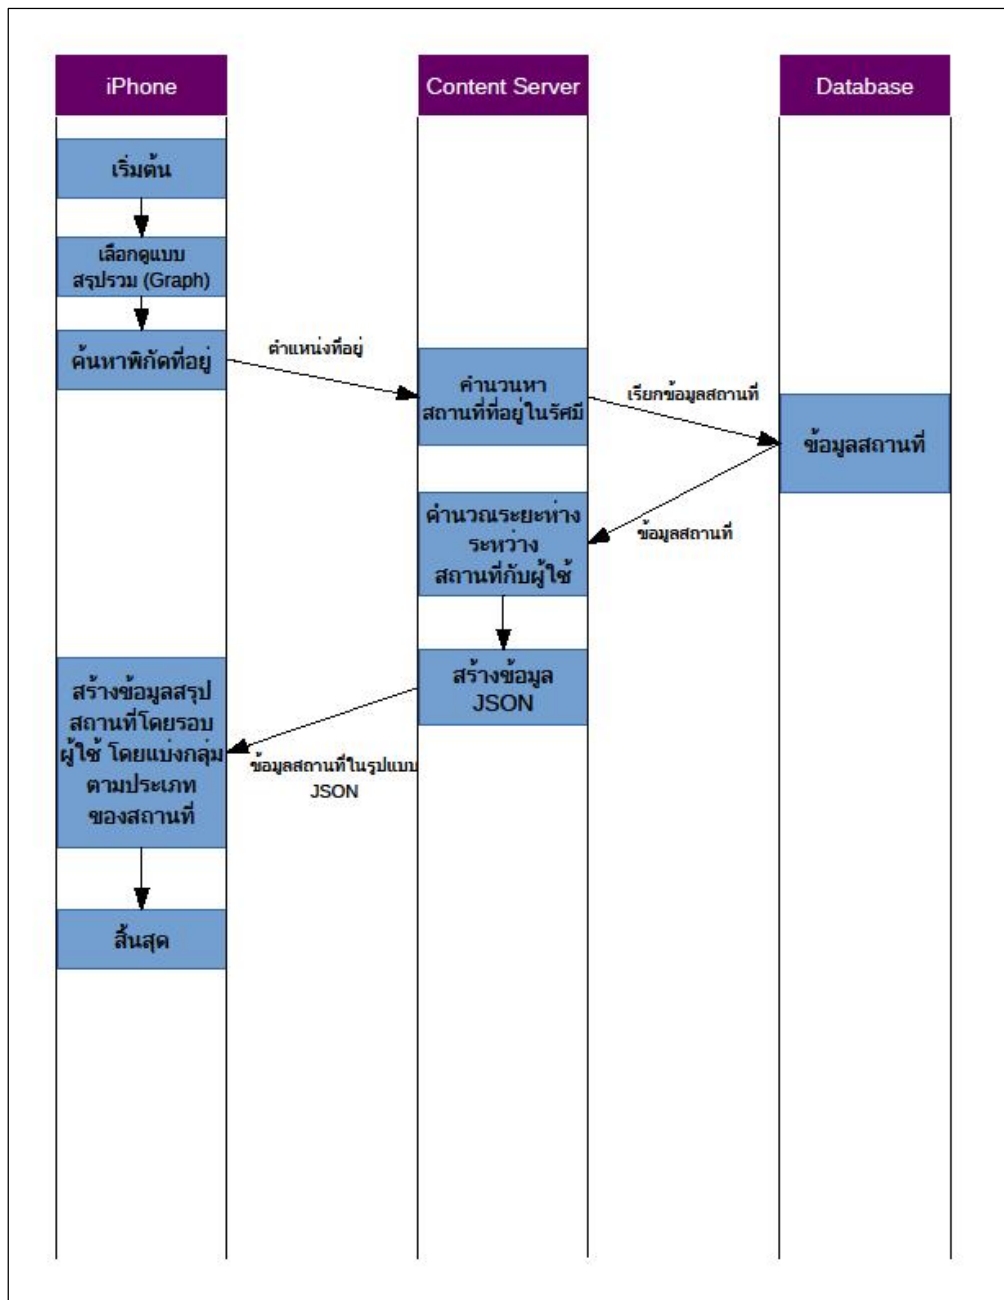 iPhone
Content Server
Database
เริ่มต้น
เลือกดูแบบ
สรุปรวม (Graph)
ค้นหาพิกัดที่อยู่
ตำแหน่งที่อยู่
คำนวนหา
สถานที่ที่อยู่ในรัศมี
เรียกข้อมูลสถานที่
ข้อมูลสถานที่
คำนวณระยะห่าง
ระหว่าง
สถานที่กับผู้ใช้
ข้อมูลสถานที่
สร้างข้อมูล
JSON
สร้างข้อมูลสรุป
สถานที่โดยรอบ
ผู้ใช้ โดยแบ่งกลุ่ม
ตามประเภท
ของสถานที่
ข้อมูลสถานที่ในรูปแบบ
JSON
สิ้นสุด